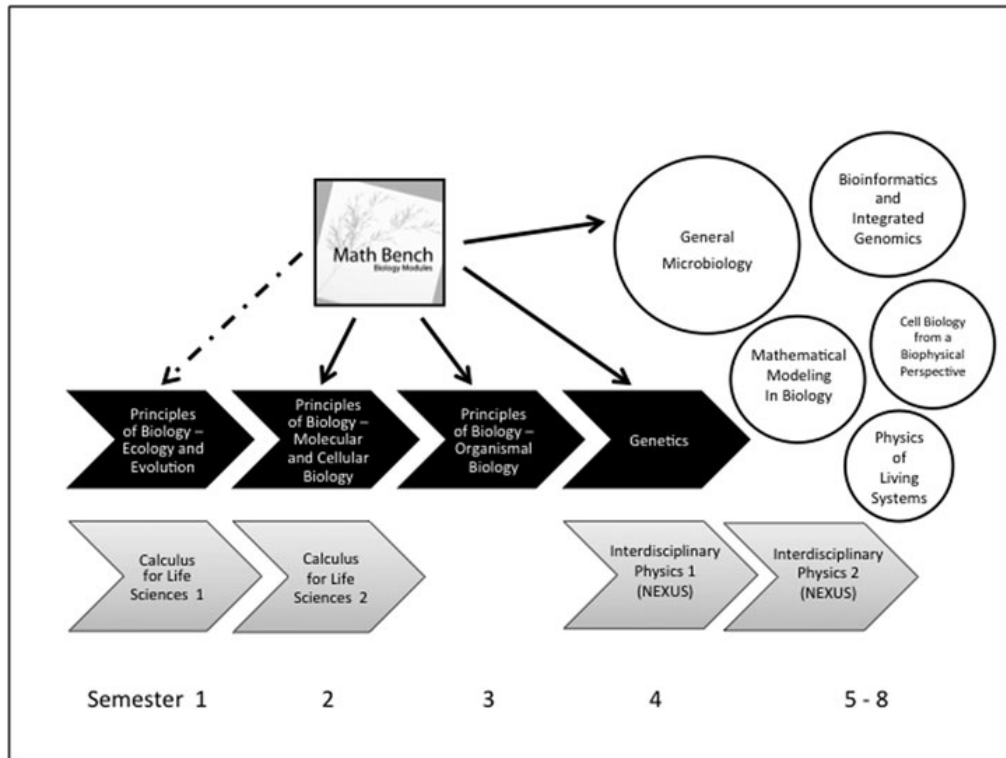 Math Bench
Biology Modules
General
Microbiology
Bioinformatics
and
Integrated
Genomics
Mathematical
Modeling
In Biology
Cell Biology
from a
Biophysical
Perspective
Physics
of
Living
Systems
Principles
of Biology –
Ecology and
Evolution
Principles of
Biology –
Molecular
and Cellular
Biology
Principles
of Biology –
Organismal
Biology
Genetics
Calculus
for Life
Sciences 1
Calculus
for Life
Sciences 2
Interdisciplinary
Physics 1
(NEXUS)
Interdisciplinary
Physics 2
(NEXUS)
Semester 1
2
3
4
5 - 8